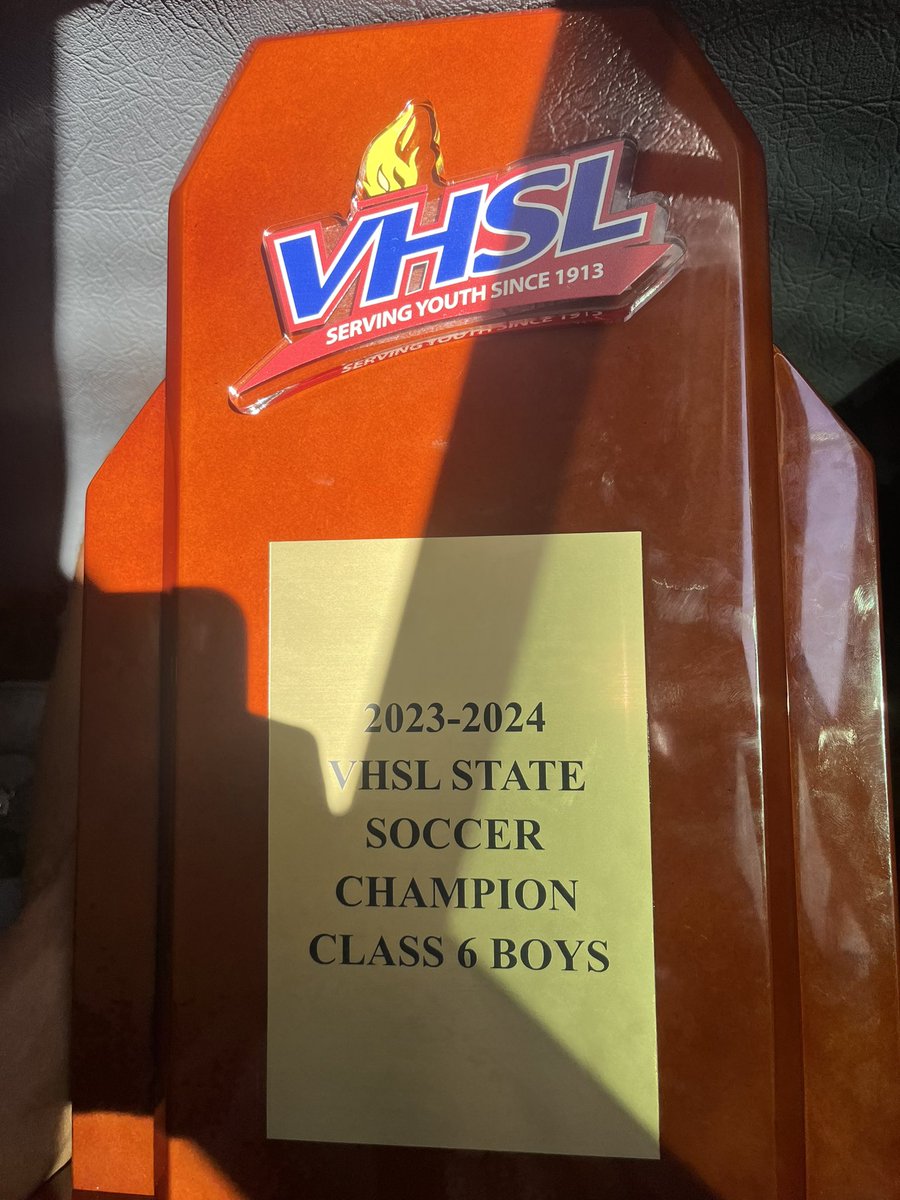 VHSL
SERVING YOUTH SINCE 1913
SERVING YOUTH SINCE 1913
2023-2024
VHSL STATE
SOCCER
CHAMPION
CLASS 6 BOYS